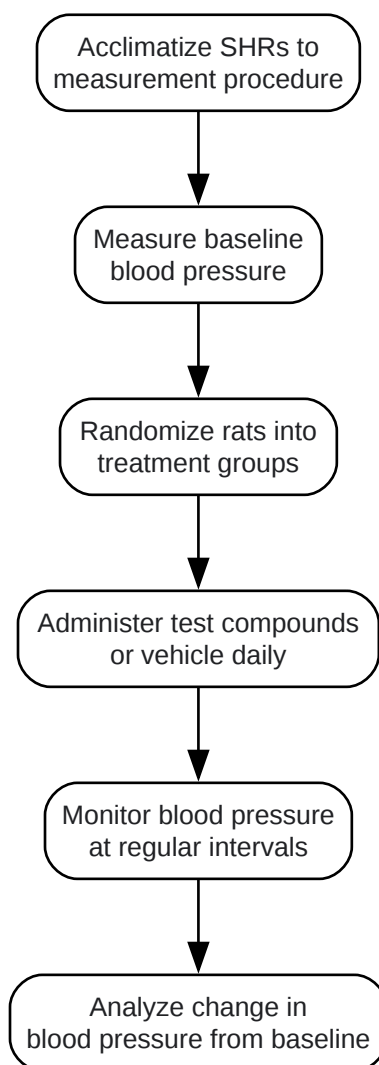 Acclimatize SHRs to
measurement procedure
Measure baseline
blood pressure
Randomize rats into
treatment groups
Administer test compounds
or vehicle daily
Monitor blood pressure
at regular intervals
Analyze change in
blood pressure from baseline